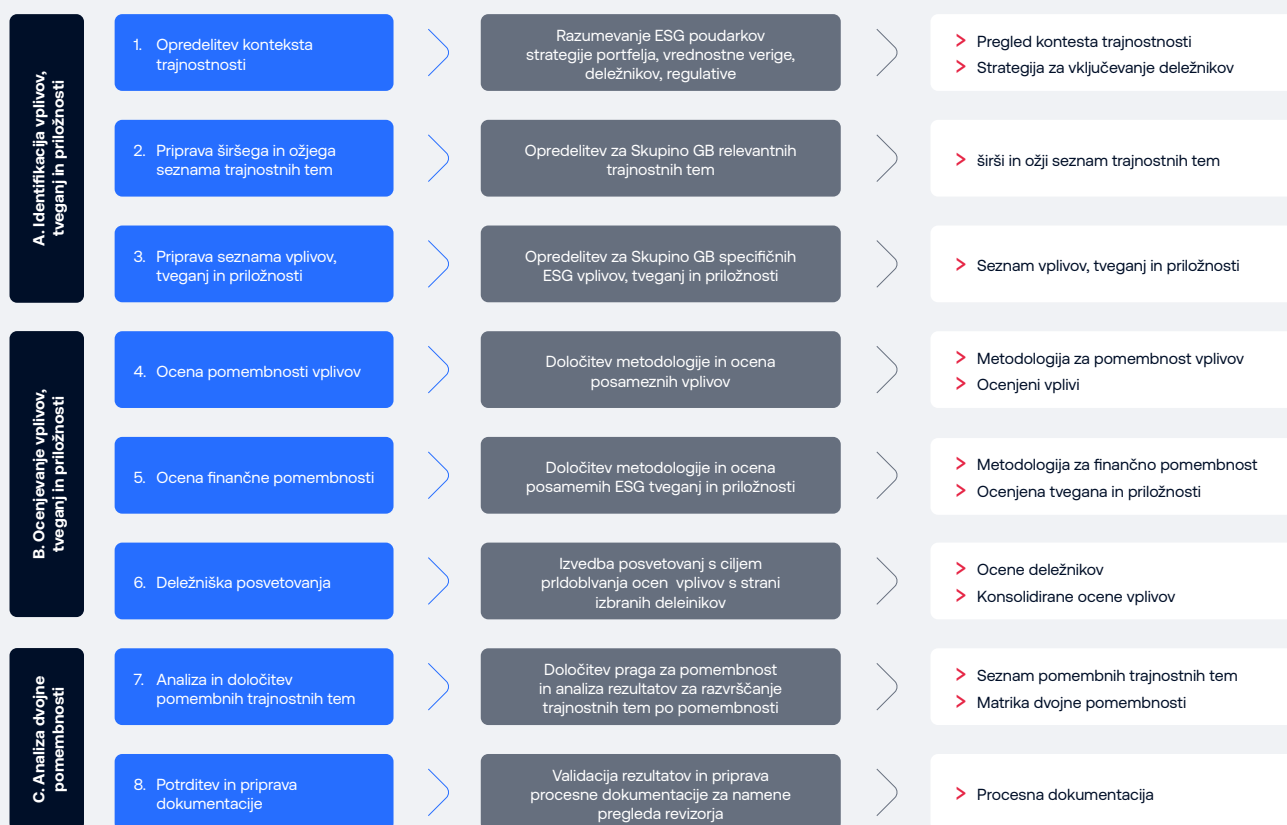 A. Identifikacija vplivov,
tveganj in priložnosti
1. Opredelitev konteksta
trajnostnosti
Razumevanje ESG poudarkov
strategije portfelja, vrednostne verige,
deležnikov, regulative
> Pregled kontesta trajnostnosti
> Strategija za vključevanje deležnikov
2. Priprava širšega in ožjega
seznama trajnostnih tem
Opredelitev za Skupino GB relevantnih
trajnostnih tem
> širši in ožji seznam trajnostnih tem
3. Priprava seznama vplivov,
tveganj in priložnosti
Opredelitev za Skupino GB specifičnih
ESG vplivov, tveganj in priložnosti
> Seznam vplivov, tveganj in priložnosti
B. Ocenjevanje vplivov,
tveganj in priložnosti
4. Ocena pomembnosti vplivov
Določitev metodologije in ocena
posameznih vplivov
> Metodologija za pomembnost vplivov
> Ocenjeni vplivi
5. Ocena finančne pomembnosti
Določitev metodologije in ocena
posamemih ESG tveganj in priložnosti
> Metodologija za finančno pomembnost
> Ocenjena tvegana in priložnosti
6. Deležniška posvetovanja
Izvedba posvetovanj s ciljem
prldoblvanja ocen vplivov s strani
izbranih deleinikov
> Ocene deležnikov
> Konsolidirane ocene vplivov
C. Analiza dvojne
pomembnosti
7. Analiza in določitev
pomembnih trajnostnih tem
Določitev praga za pomembnost
in analiza rezultatov za razvrščanje
trajnostnih tem po pomembnosti
> Seznam pomembnih trajnostnih tem
> Matrika dvojne pomembnosti
8. Potrditev in priprava
dokumentacije
Validacija rezultatov in priprava
procesne dokumentacije za namene
pregleda revizorja
> Procesna dokumentacija